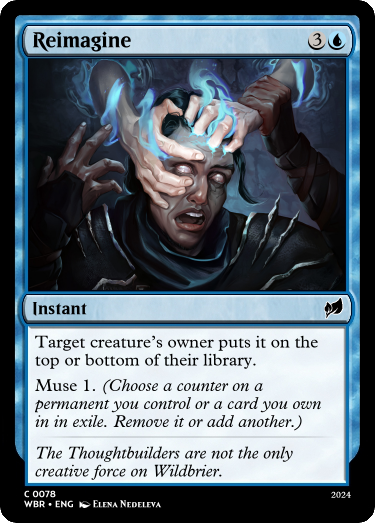 Reimagine 3
Instant
Target creature's owner puts it on the
top or bottom of their library.
Muse 1. (Choose a counter on a
permanent you control or a card you own
in in exile. Remove it or add another.)
The Thoughtbuilders are not the only
creative force on Wildbrier.
C 0078 2024
WBR • ENG Elena Nedeleva